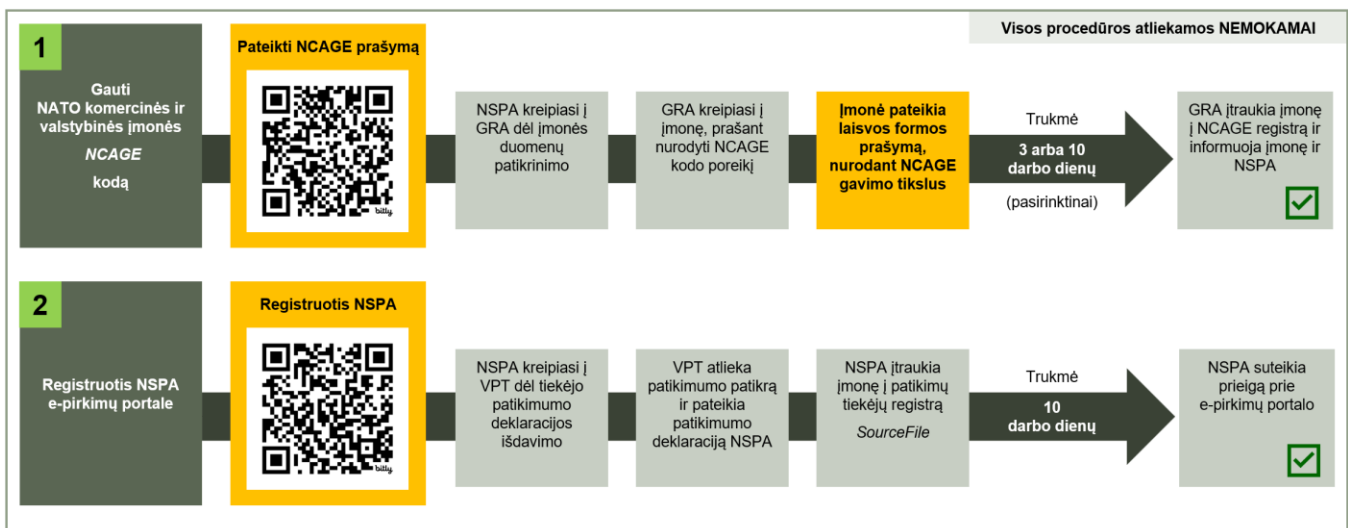 Visos procedūros atliekamos NEMOKAMAI
1
Gauti
NATO komercinės ir
valstybinės įmonės
NCAGE
kodą
Pateikti NCAGE prašymą
bitly
NSPA kreipiasi į
GRA dėl įmonės
duomenų
patikrinimo
GRA kreipiasi į
įmonę, prašant
nurodyti NCAGE
kodo poreikį
Įmonė pateikia
laisvos formos
prašymą,
nurodant NCAGE
gavimo tikslus
Trukmė
3 arba 10
darbo dienų
(pasirinktinai)
GRA įtraukia įmonę
į NCAGE registrą ir
informuoja įmonę ir
NSPA
2
Registruotis NSPA
e-pirkimų portale
Registruotis NSPA
bitly
NSPA kreipiasi į
VPT dėl tiekėjo
patikimumo
deklaracijos
išdavimo
VPT atlieka
patikimumo patikrą
ir pateikia
patikimumo
deklaraciją NSPA
NSPA įtraukia
įmonę į patikimų
tiekėjų registrą
SourceFile
Trukmė
10
darbo dienų
NSPA suteikia
prieigą prie
e-pirkimų portalo